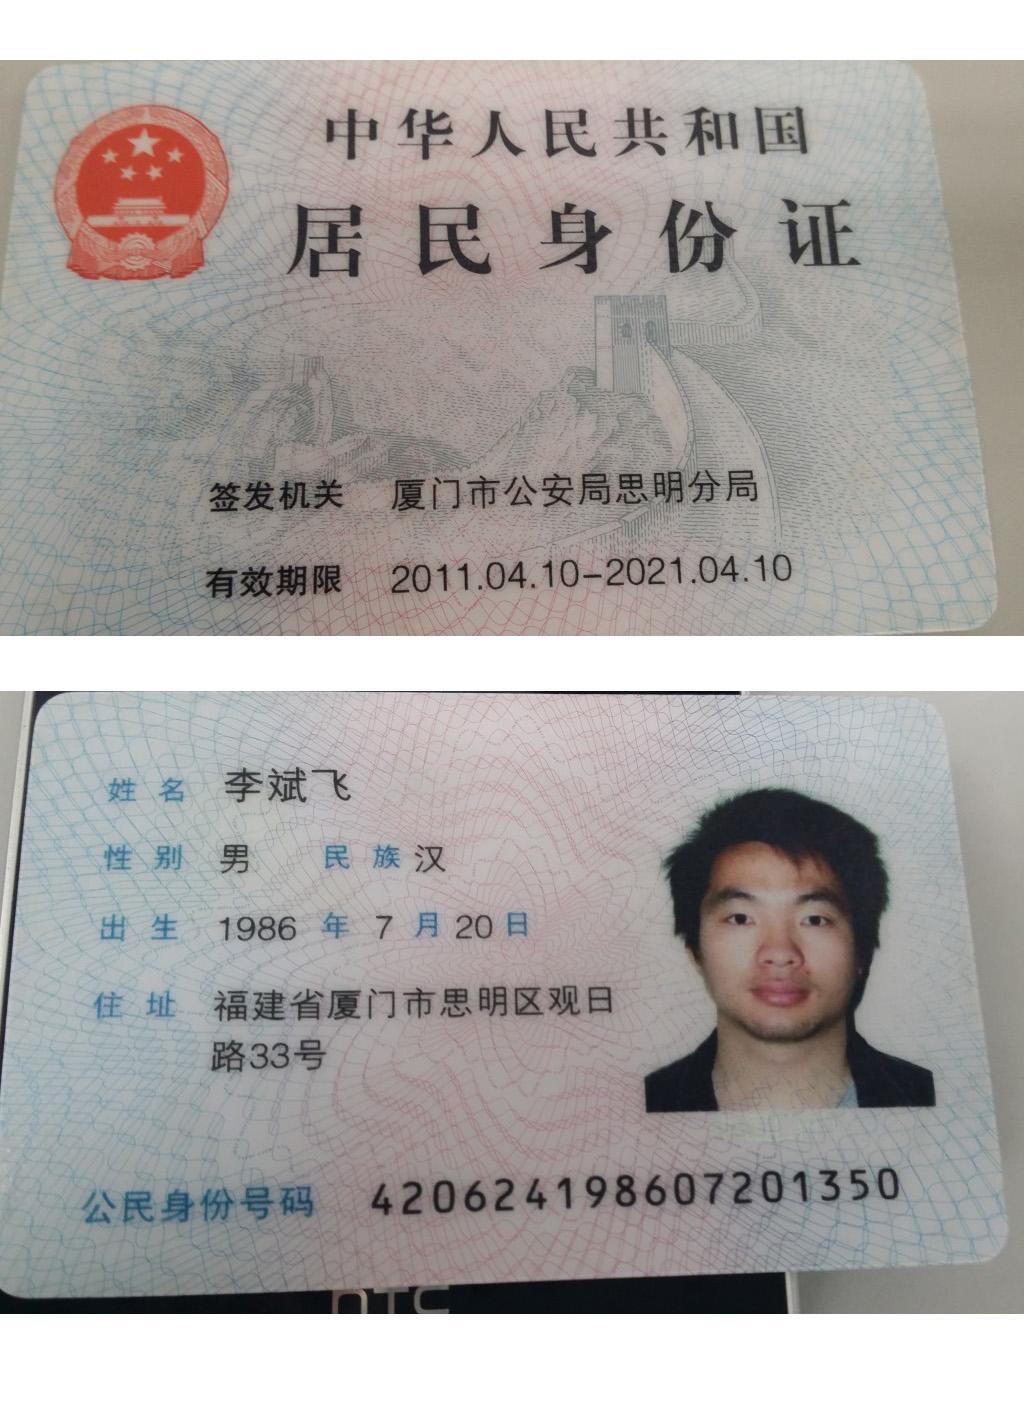 中华人民共和国
居民身份证
签发机关 厦门市公安局思明分局
有效期限 2011.04.10-2021.04.10
姓名 李斌飞
性别 男 民族 汉
出生 1986 年 7 月 20 日
住址 福建省厦门市思明区观日
路33号
公民身份号码 420624198607201350
hTC